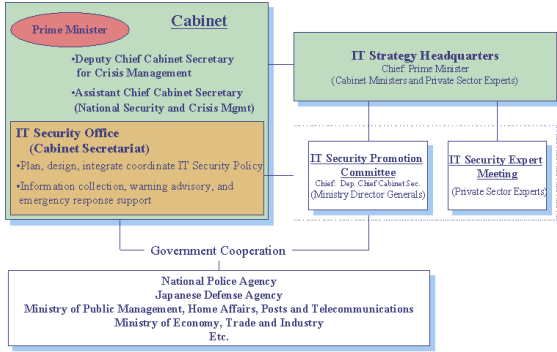 Cabinet
Prime Minister
•Deputy Chief Cabinet Secretary
for Crisis Management
•Assistant Chief Cabinet Secretary
(National Security and Crisis Mgmt)
IT Security Office
(Cabinet Secretariat)
•Plan, design, integrate coordinate IT Security Policy
•Information collection, warning advisory, and
emergency response support
IT Strategy Headquarters
Chief: Prime Minister
(Cabinet Ministers and Private Sector Experts)
IT Security Promotion
Committee
Chief: Dep. Chief Cabinet Sec.
(Ministry Director Generals)
IT Security Expert
Meeting
(Private Sector Experts)
Government Cooperation
National Police Agency
Japanese Defense Agency
Ministry of Public Management, Home Affairs, Posts and Telecommunications
Ministry of Economy, Trade and Industry
Etc.